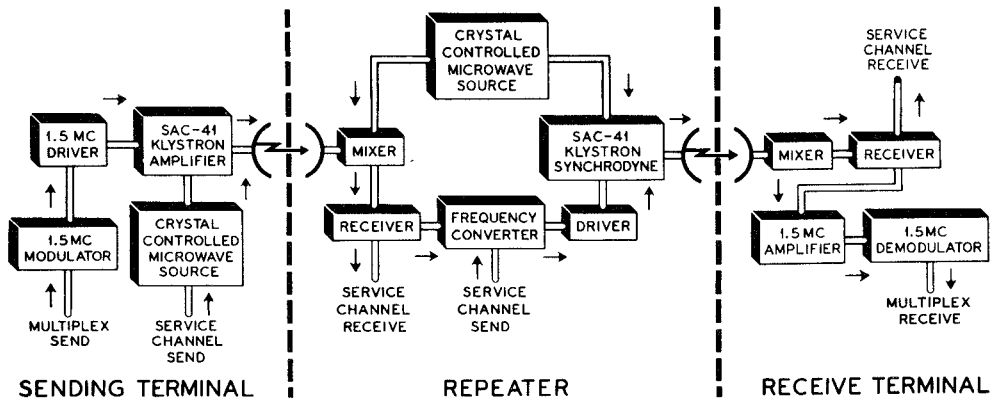 1.5 MC
DRIVER
SAC-41
KLYSTRON
AMPLIFIER
1.5 MC
MODULATOR
CRYSTAL
CONTROLLED
MICROWAVE
SOURCE
MULTIPLEX
SEND
SERVICE
CHANNEL
SEND
SENDING TERMINAL
CRYSTAL
CONTROLLED
MICROWAVE
SOURCE
MIXER
SAC-41
KLYSTRON
SYNCHRODYNE
RECEIVER
FREQUENCY
CONVERTER
DRIVER
SERVICE
CHANNEL
RECEIVE
SERVICE
CHANNEL
SEND
REPEATER
SERVICE
CHANNEL
RECEIVE
MIXER
RECEIVER
1.5 MC
AMPLIFIER
1.5MC
DEMODULATOR
MULTIPLEX
RECEIVE
RECEIVE TERMINAL